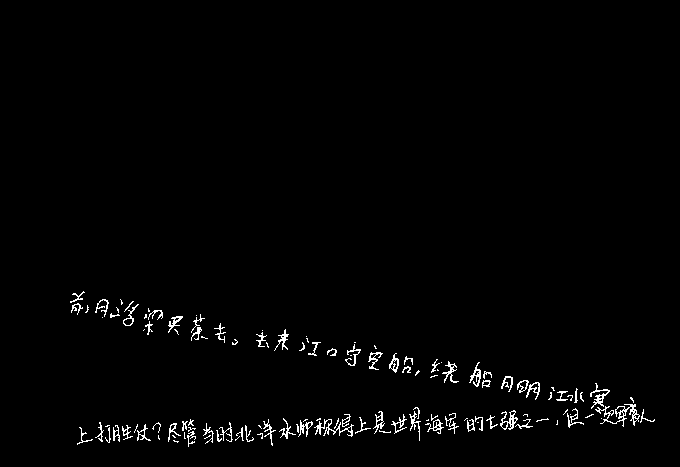 前月浮梁买茶去。去来江口守空船,绕船月明江水寒
上打胜仗?尽管当时北洋水师称得上是世界海军的七强之一,但一支军队